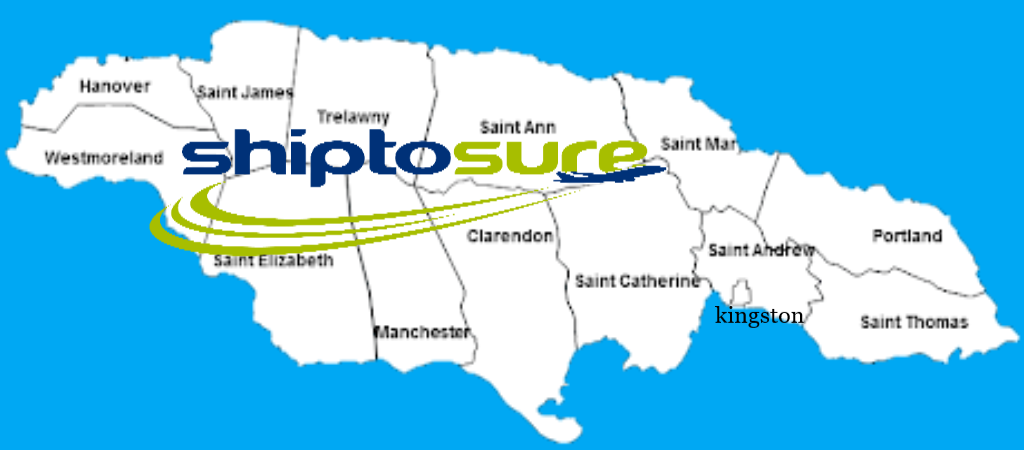 Hanover
Saint James
Trelawny
Saint Ann
Saint Mar
Westmoreland
shiptosure
Clarendon
Saint Andrew
Portland
Saint Elizabeth
Saint Catherine
kingston
Saint Thomas
Manchester